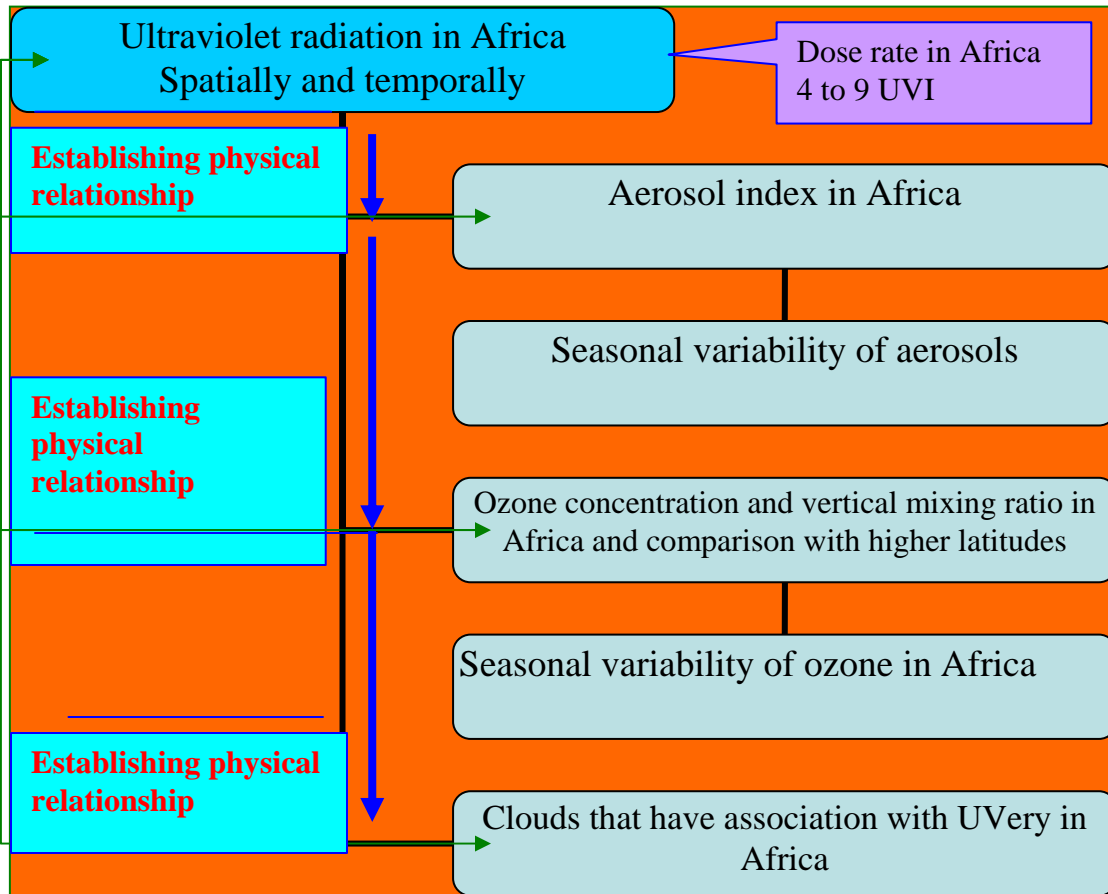 Ultraviolet radiation in Africa
Spatially and temporally
Dose rate in Africa
4 to 9 UVI
Establishing physical
relationship
Aerosol index in Africa
Seasonal variability of aerosols
Establishing
physical
relationship
Ozone concentration and vertical mixing ratio in
Africa and comparison with higher latitudes
Seasonal variability of ozone in Africa
Establishing physical
relationship
Clouds that have association with UVery in
Africa